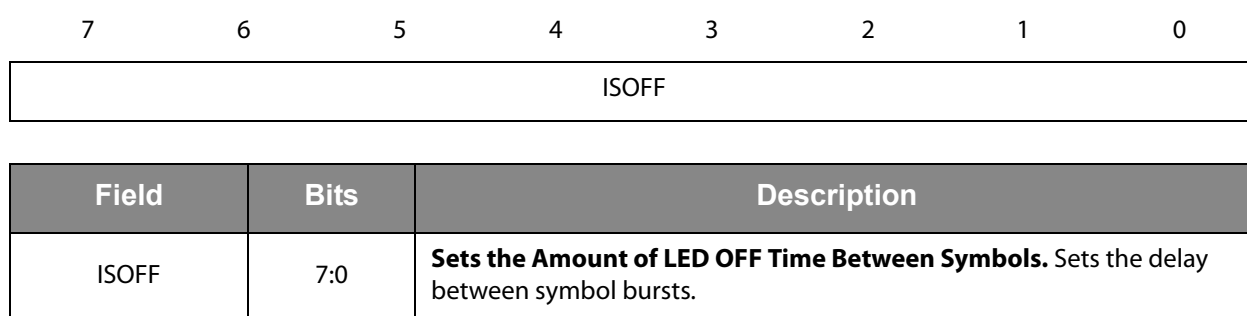 7 6 5 4 3 2 1 0
ISOFF
Field Bits Description
ISOFF 7:0 Sets the Amount of LED OFF Time Between Symbols. Sets the delay
between symbol bursts.